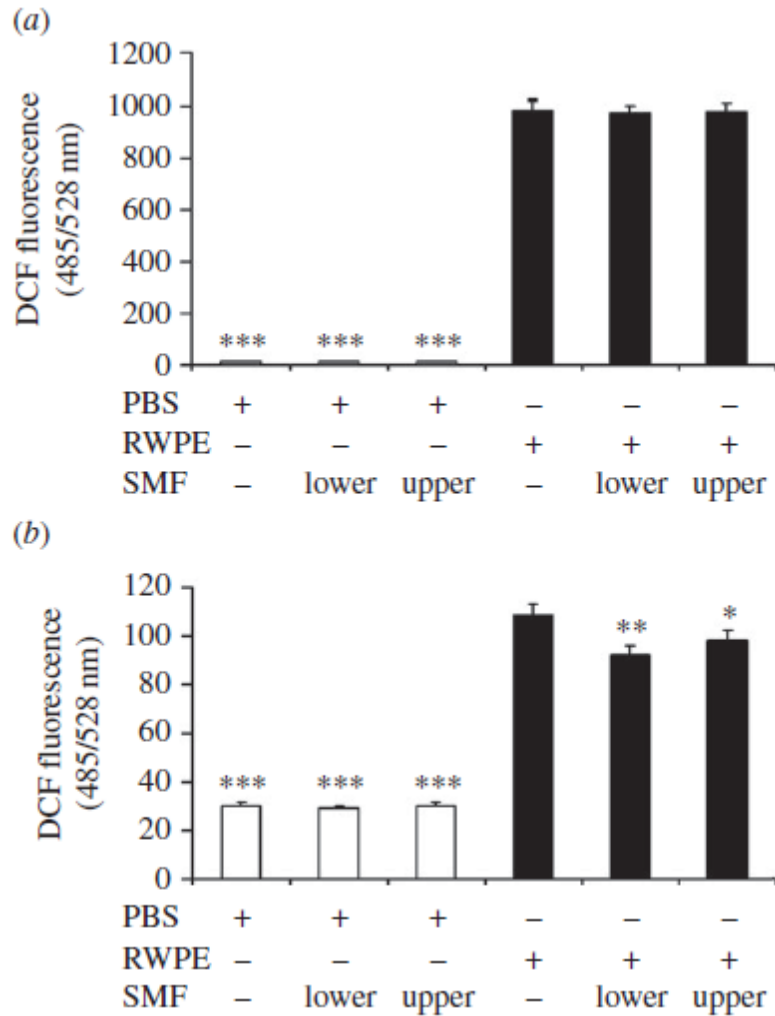 (a)
DCF fluorescence
(485/528 nm)
1200
1000
800
600
400
200
0
*** *** ***
PBS + + + – – –
RWPE – – – + + +
SMF – lower upper – lower upper
(b)
DCF fluorescence
(485/528 nm)
120
100
80
60
40
20
0
*** *** *** ** *
PBS + + + – – –
RWPE – – – + + +
SMF – lower upper – lower upper